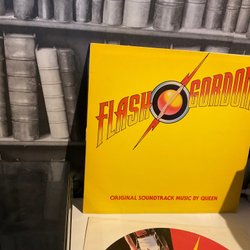 FLASH GORDON
ORIGINAL SOUNDTRACK MUSIC BY QUEEN